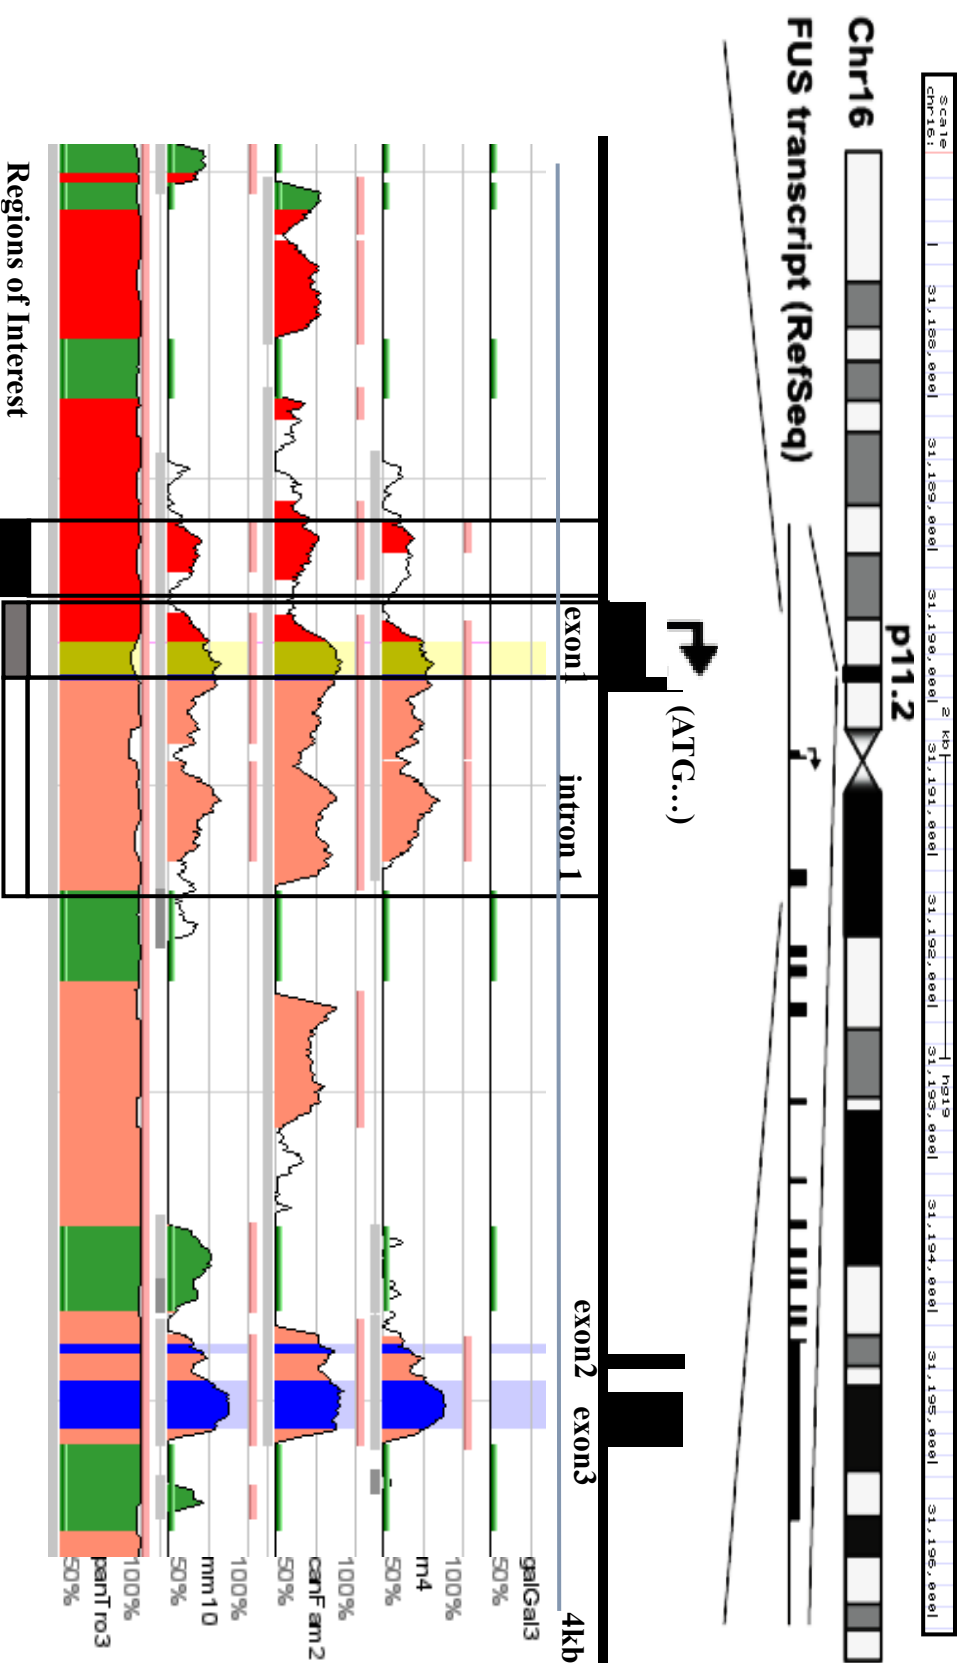 Scale
2 kb
hg19
chr16:
31,188,000
31,189,000
31,190,000
31,191,000
31,192,000
31,193,000
31,194,000
31,195,000
31,196,000
p11.2
Chr16
FUS transcript (RefSeq)
(ATG...)
exon1
intron 1
exon2
exon3
4kb
galGal3
50%
100%
rn4
50%
100%
canFam2
50%
100%
mm10
50%
100%
panTro3
50%
Regions of Interest